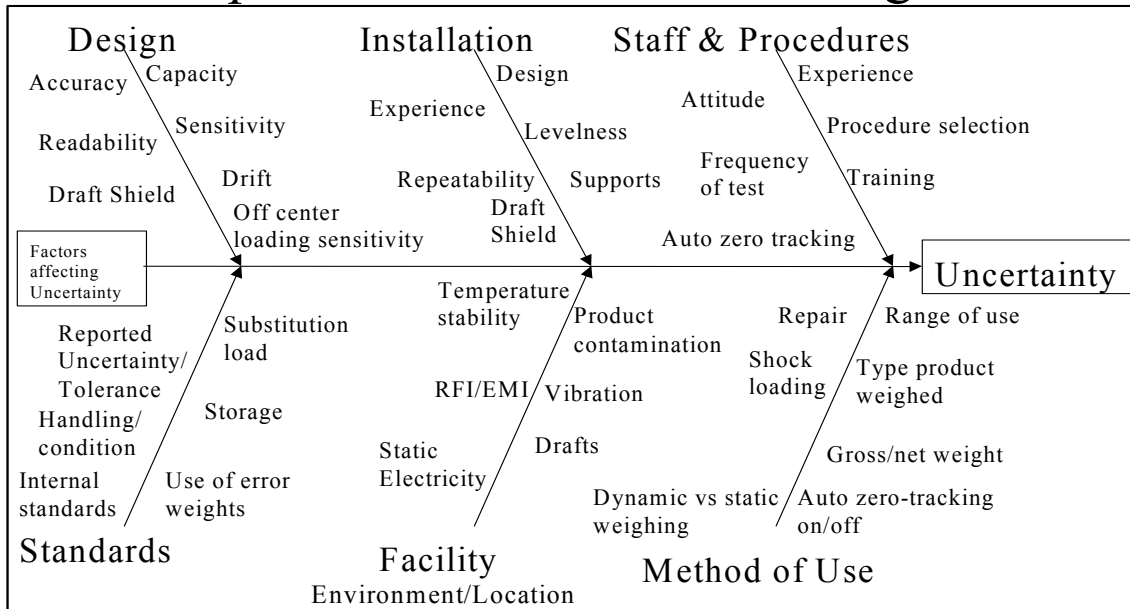 Design
Installation
Staff & Procedures
Accuracy
Capacity
Readability
Sensitivity
Draft Shield
Drift
Off center
loading sensitivity
Design
Experience
Levelness
Repeatability
Supports
Draft
Shield
Experience
Attitude
Procedure selection
Frequency
of test
Training
Auto zero tracking
Factors
affecting
Uncertainty
Uncertainty
Reported
Uncertainty/
Tolerance
Substitution
load
Handling/
condition
Storage
Internal
standards
Use of error
weights
Standards
Temperature
stability
Product
contamination
RFI/EMI
Vibration
Static
Electricity
Drafts
Facility
Environment/Location
Repair
Range of use
Shock
loading
Type product
weighed
Gross/net weight
Dynamic vs static
weighing
Auto zero-tracking
on/off
Method of Use